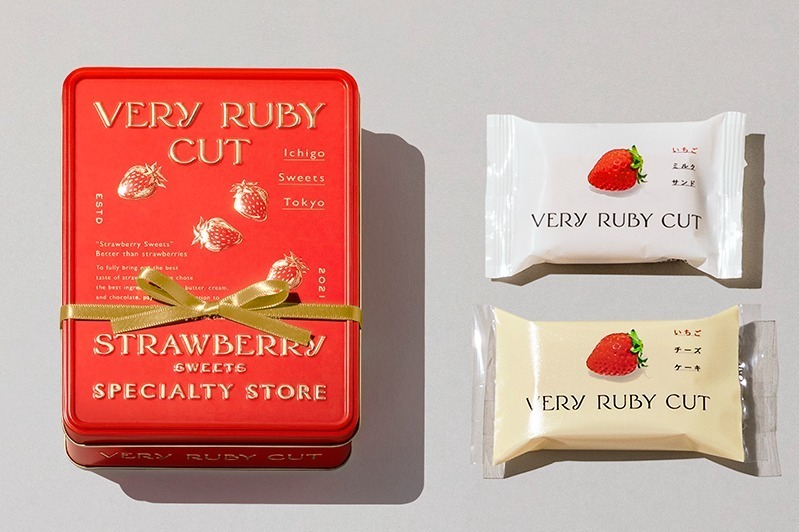 VERY RUBY
CUT
Ichigo
Sweets
Tokyo
ESTD
"Strawberry Sweets"
Better than strawberries
To fully bring out the best
taste of chose
the best butter, cream,
and chocolate,
2021
STRAWBERRY
SWEETS
SPECIALTY STORE
VERY RUBY CUT
いちご
ミルク
サンド
VERY RUBY CUT
いちご
チーズ
ケーキ
VERY RUBY CUT